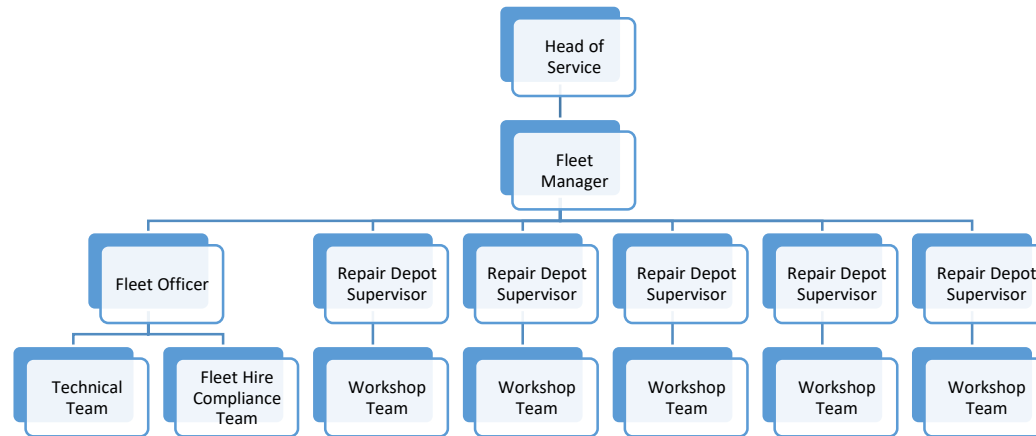 Head of
Service
Fleet
Manager
Fleet Officer
Repair Depot
Supervisor
Repair Depot
Supervisor
Repair Depot
Supervisor
Repair Depot
Supervisor
Repair Depot
Supervisor
Technical
Team
Fleet Hire
Compliance
Team
Workshop
Team
Workshop
Team
Workshop
Team
Workshop
Team
Workshop
Team